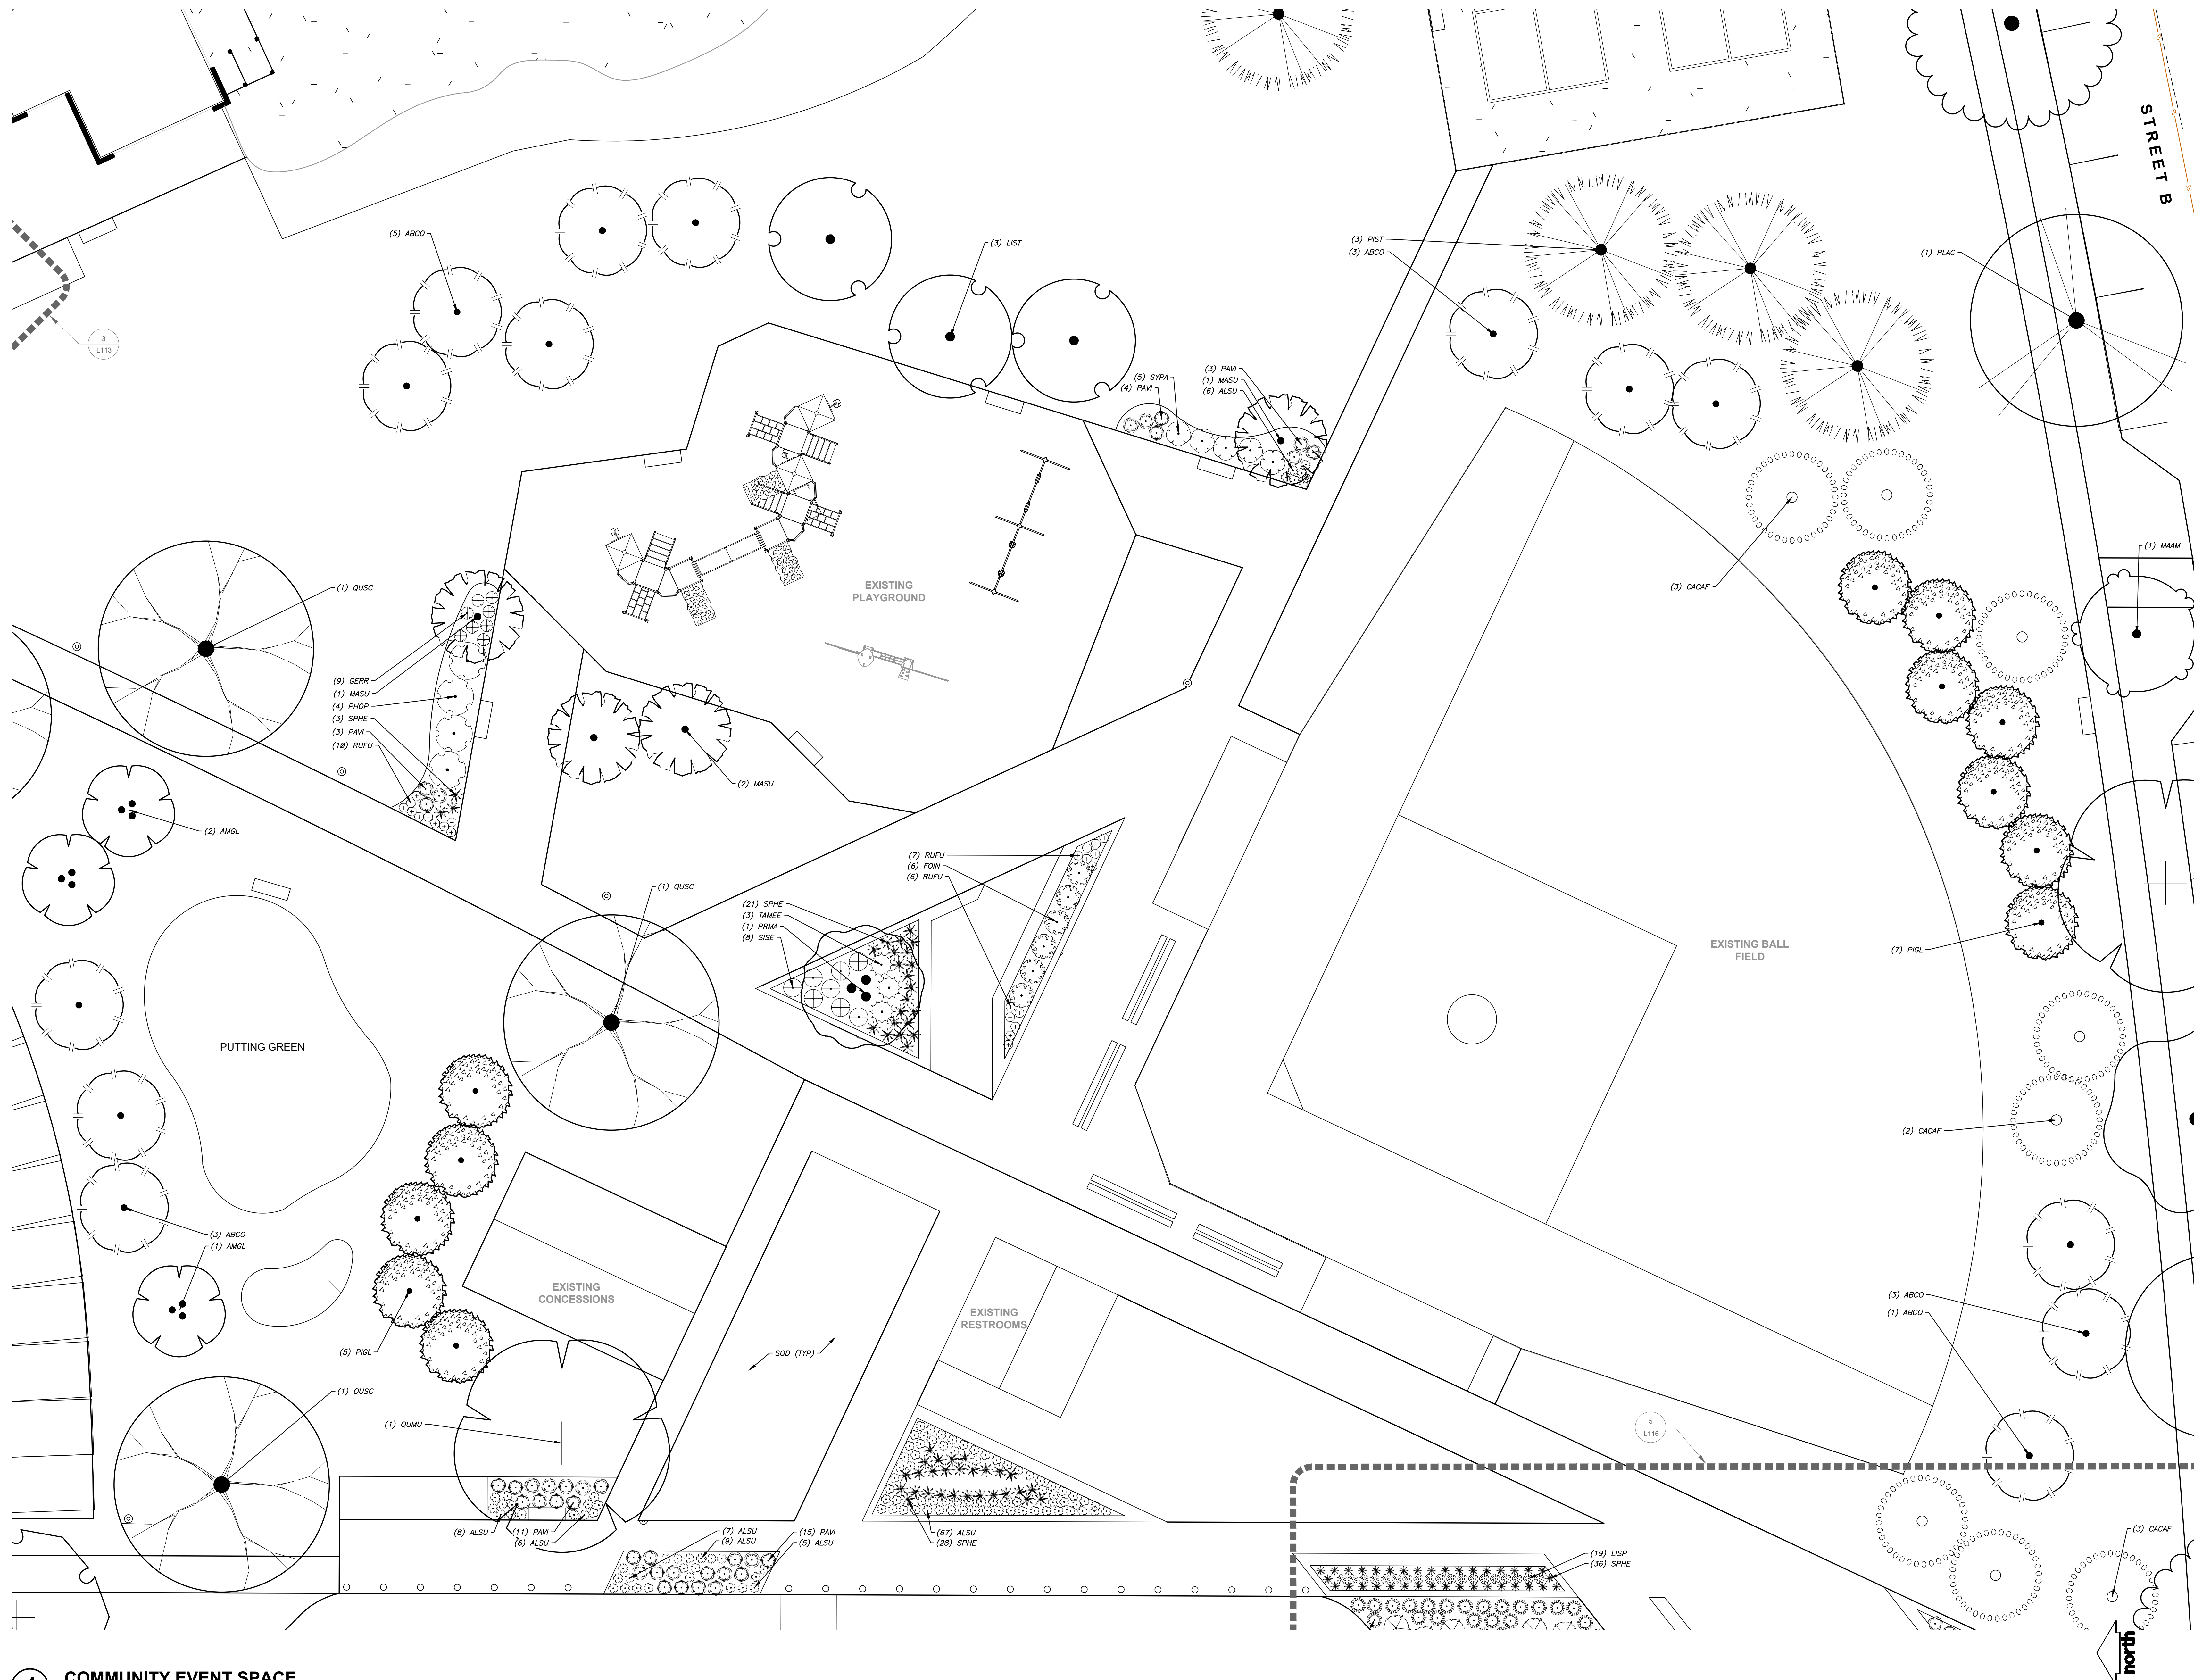 STREET B
(5) ABCO
(3) LIST
(3) PIST
(3) ABCO
(1) PLAC
3
L113
(3) PAVI
(5) SYPA
(1) MASU
(4) PAVI
(6) ALSU
(1) MAAM
(1) QUSC
EXISTING
PLAYGROUND
(3) CACAF
(9) GERR
(1) MASU
(4) PHOP
(3) SPHE
(3) PAVI
(10) RUFU
(2) MASU
(2) AMGL
(7) RUFU
(6) FOIN
(6) RUFU
(1) QUSC
(21) SPHE
(3) TAMEE
(1) PRMA
(8) SISE
EXISTING BALL
FIELD
(7) PIGL
PUTTING GREEN
(2) CACAF
(3) ABCO
(1) AMGL
EXISTING
CONCESSIONS
EXISTING
RESTROOMS
(3) ABCO
(1) ABCO
(5) PIGL
SOD (TYP)
(1) QUSC
(1) QUMU
5
L116
(8) ALSU
(11) PAVI
(6) ALSU
(7) ALSU
(9) ALSU
(15) PAVI
(5) ALSU
(67) ALSU
(28) SPHE
(3) CACAF
(19) LISP
(36) SPHE
north
COMMUNITY EVENT SPACE